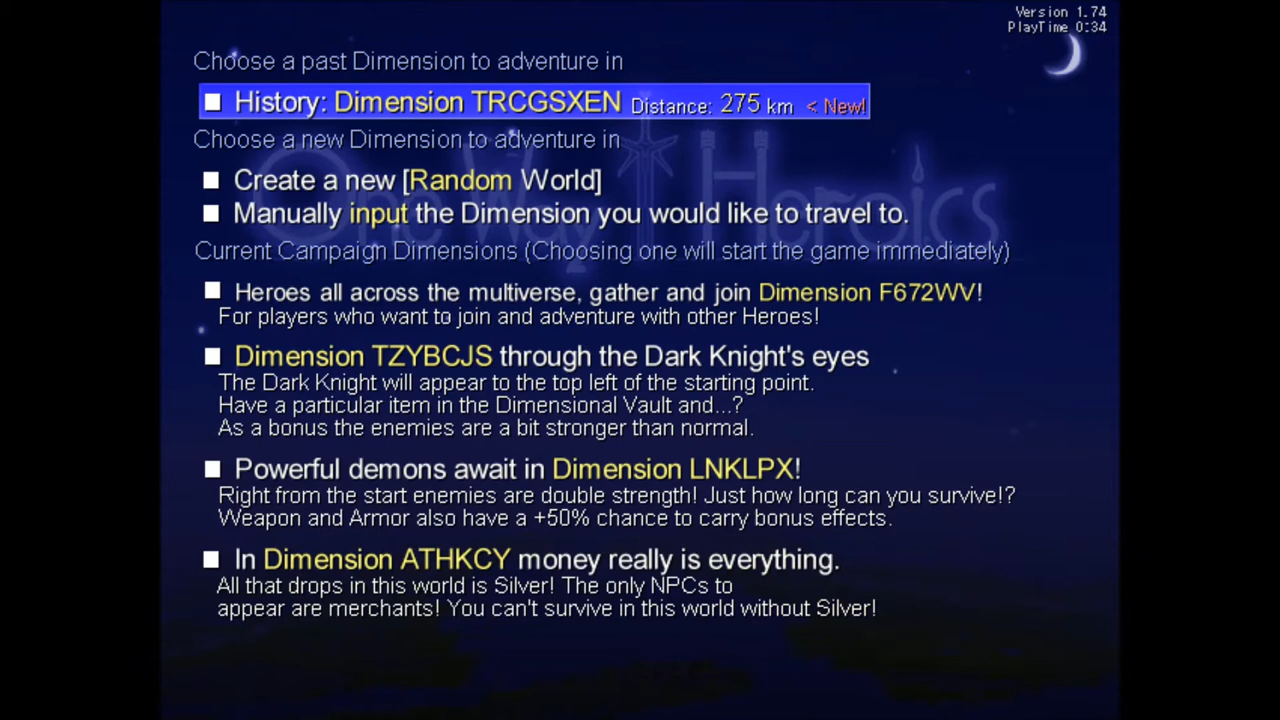 Version 1.74
PlayTime 0:34
Choose a past Dimension to adventure in
History: Dimension TRCGSXEN Distance: 275 km < New!
Choose a new Dimension to adventure in
Create a new [Random World]
Manually input the Dimension you would like to travel to.
Current Campaign Dimensions (Choosing one will start the game immediately)
Heroes all across the multiverse, gather and join Dimension F672WV!
For players who want to join and adventure with other Heroes!
Dimension TZYBCJS through the Dark Knight's eyes
The Dark Knight will appear to the top left of the starting point.
Have a particular item in the Dimensional Vault and...?
As a bonus the enemies are a bit stronger than normal.
Powerful demons await in Dimension LNKLPX!
Right from the start enemies are double strength! Just how long can you survive!?
Weapon and Armor also have a +50% chance to carry bonus effects.
In Dimension ATHKCY money really is everything.
All that drops in this world is Silver! The only NPCs to
appear are merchants! You can't survive in this world without Silver!
One Way Heroics